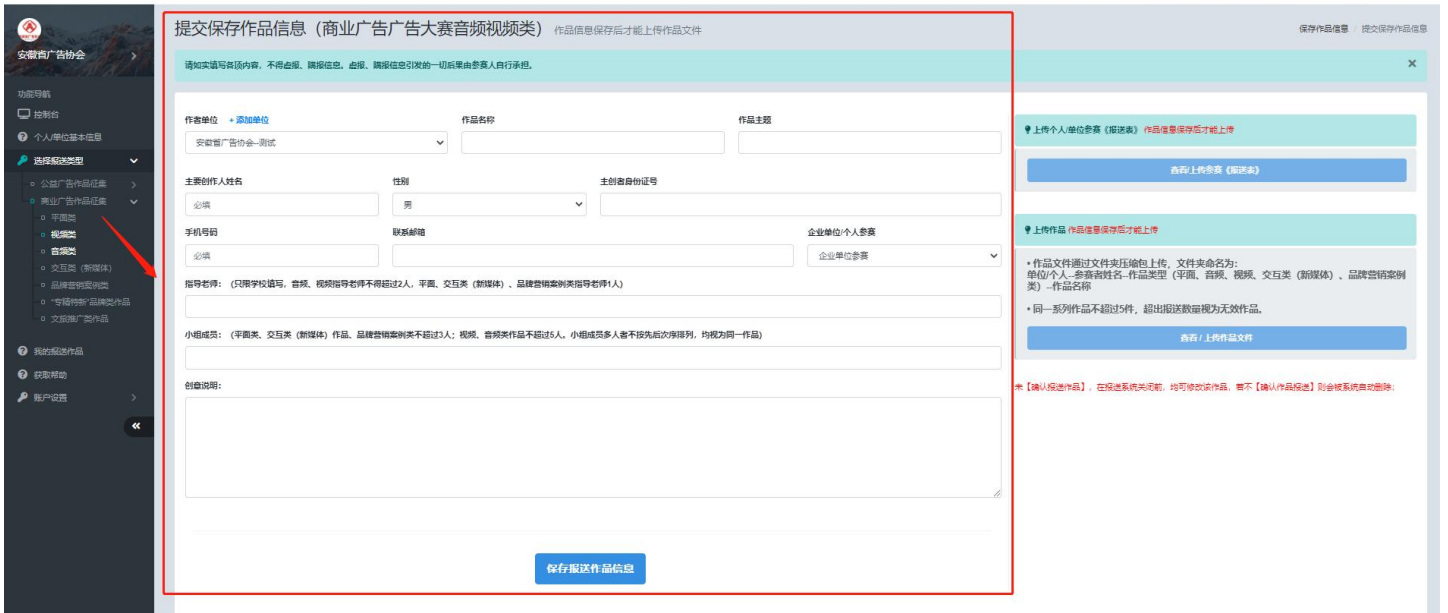 安徽省广告协会
功能导航
控制台
个人/单位基本信息
选择报送类型
公益广告作品征集
商业广告作品征集
平面类
视频类
音频类
交互类（新媒体）
品牌营销案例类
“专精特新”品牌类作品
文旅推广类作品
我的报送作品
获取帮助
账户设置
提交保存作品信息（商业广告广告大赛音频视频类） 作品信息保存后才能上传作品文件
保存作品信息 / 提交保存作品信息
请如实填写各项内容，不得虚报、瞒报信息。虚报、瞒报信息引发的一切后果由参赛人自行承担。
作者单位 + 添加单位 作品名称 作品主题
安徽省广告协会--测试
主要创作人姓名 性别 主创者身份证号
必填 男
手机号码 联系邮箱 企业单位/个人参赛
必填 企业单位参赛
指导老师：（只限学校填写，音频、视频指导老师不得超过2人，平面、交互类（新媒体）、品牌营销案例类指导老师1人）
小组成员：（平面类、交互类（新媒体）作品、品牌营销案例类不超过3人；视频、音频类作品不超过5人。小组成员多人者不按先后次序排列，均视为同一作品）
创意说明：
保存报送作品信息
上传个人/单位参赛《报送表》 作品信息保存后才能上传
查看/上传参赛《报送表》
上传作品 作品信息保存后才能上传
• 作品文件通过文件夹压缩包上传，文件夹命名为：
单位/个人--参赛者姓名--作品类型（平面、音频、视频、交互类（新媒体）、品牌营销案例
类）--作品名称
• 同一系列作品不超过5件，超出报送数量视为无效作品。
查看 / 上传作品文件
未【确认报送作品】，在报送系统关闭前，均可修改该作品，若不【确认作品报送】则会被系统自动删除；